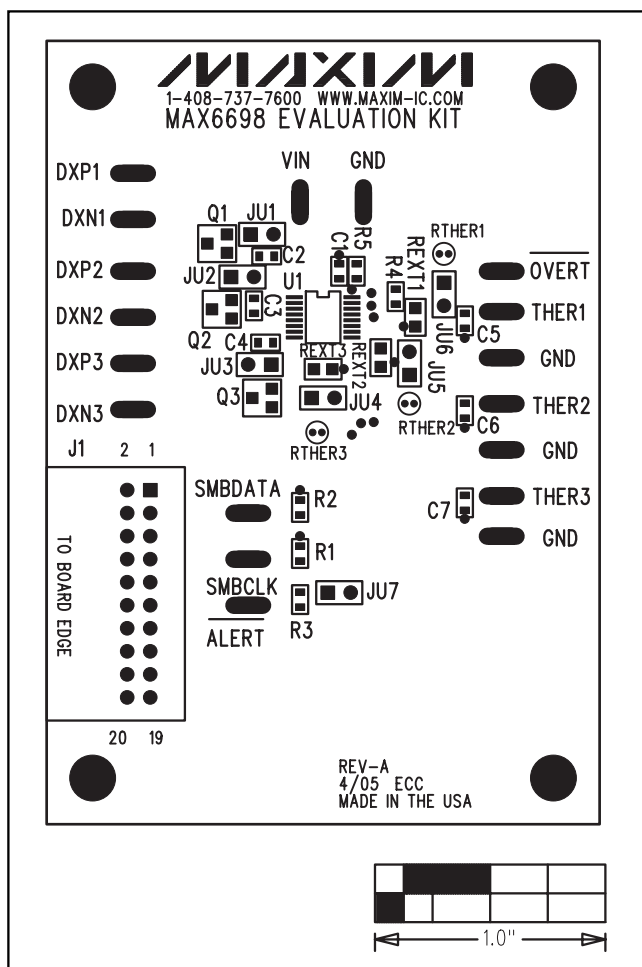 MAXIM
1-408-737-7600 WWW.MAXIM-IC.COM
MAX6698 EVALUATION KIT
VIN GND
DXP1
DXN1
DXP2
DXN2
DXP3
DXN3
Q1 JU1
C2
JU2 U1
Q2 C3
C4
JU3
Q3
C1 R5
R4 REXT1
RTHER1
JU6 C5
REXT3
REXT2
JU5
JU4
RTHER2
RTHER3
C6
C7
OVERT
THER1
GND
THER2
GND
THER3
GND
J1 2 1
TO BOARD EDGE
20 19
SMBDATA
R2
R1
SMBCLK
JU7
ALERT R3
REV-A
4/05 ECC
MADE IN THE USA
1.0"